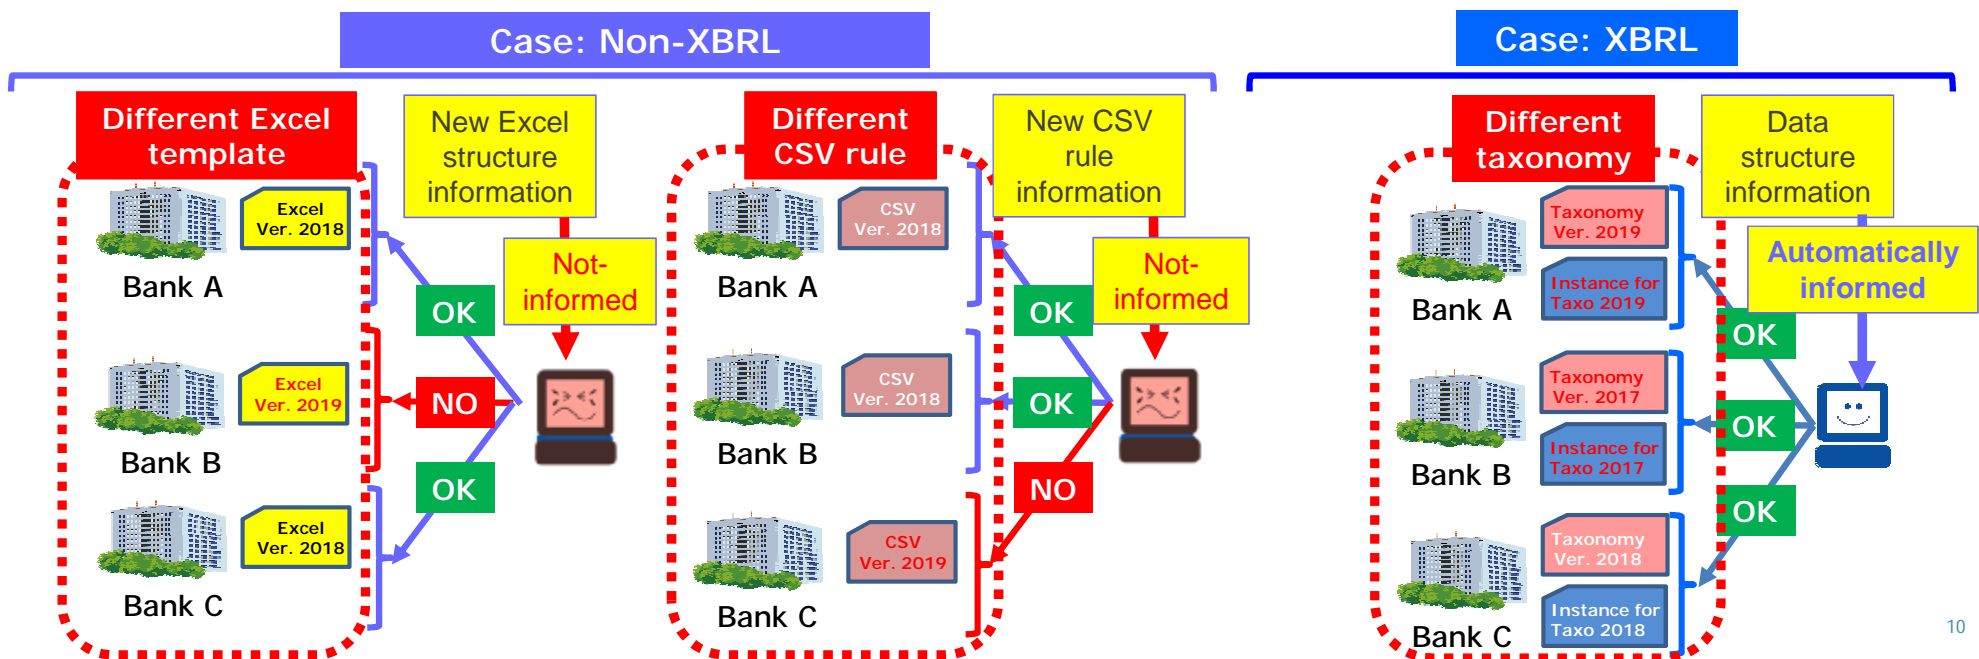 Case: Non-XBRL
Different Excel
template
New Excel
structure
information
Not-
informed
Excel
Ver. 2018
Bank A
OK
Excel
Ver. 2019
Bank B
NO
Excel
Ver. 2018
Bank C
OK
Different
CSV rule
New CSV
rule
information
Not-
informed
CSV
Ver. 2018
Bank A
OK
CSV
Ver. 2018
Bank B
OK
CSV
Ver. 2019
Bank C
NO
Case: XBRL
Different
taxonomy
Data
structure
information
Automatically
informed
Taxonomy
Ver. 2019
Instance for
Taxo 2019
Bank A
OK
Taxonomy
Ver. 2017
Instance for
Taxo 2017
Bank B
OK
Taxonomy
Ver. 2018
Instance for
Taxo 2018
Bank C
OK
10